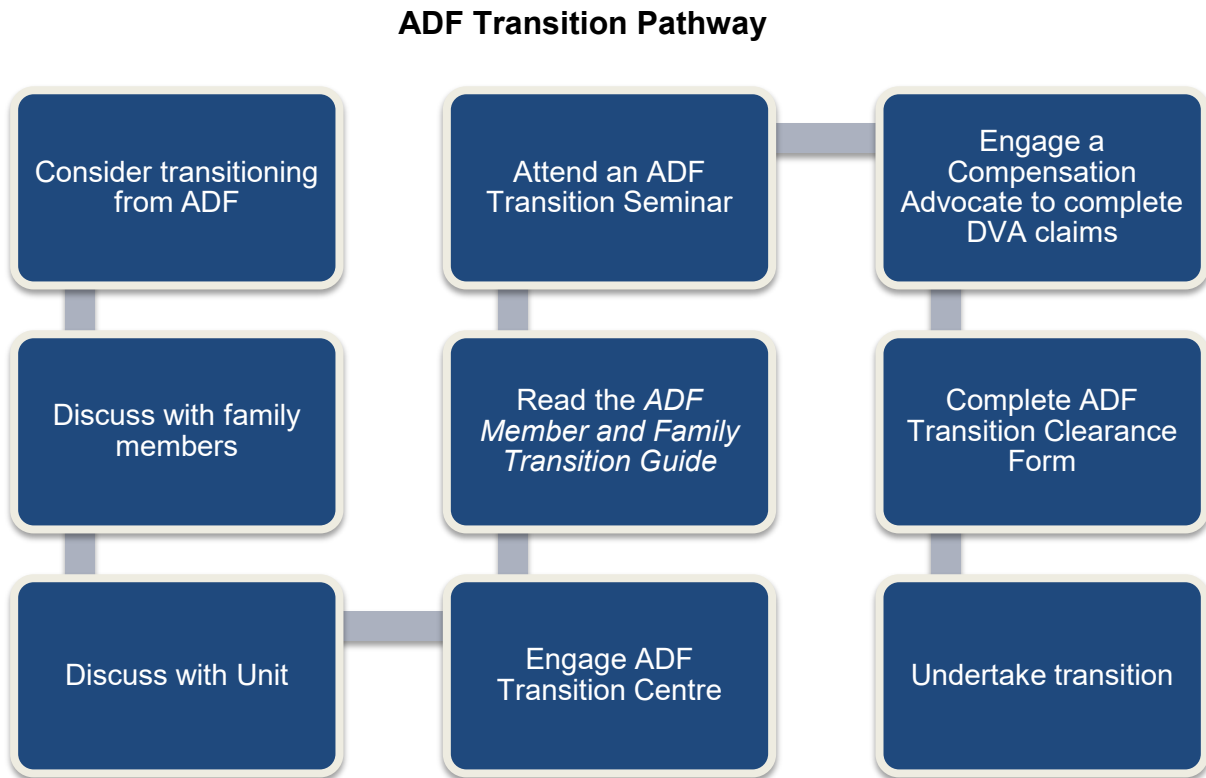 ADF Transition Pathway
Consider transitioning
from ADF
Discuss with family
members
Discuss with Unit
Engage ADF
Transition Centre
Read the ADF
Member and Family
Transition Guide
Attend an ADF
Transition Seminar
Engage a
Compensation
Advocate to complete
DVA claims
Complete ADF
Transition Clearance
Form
Undertake transition